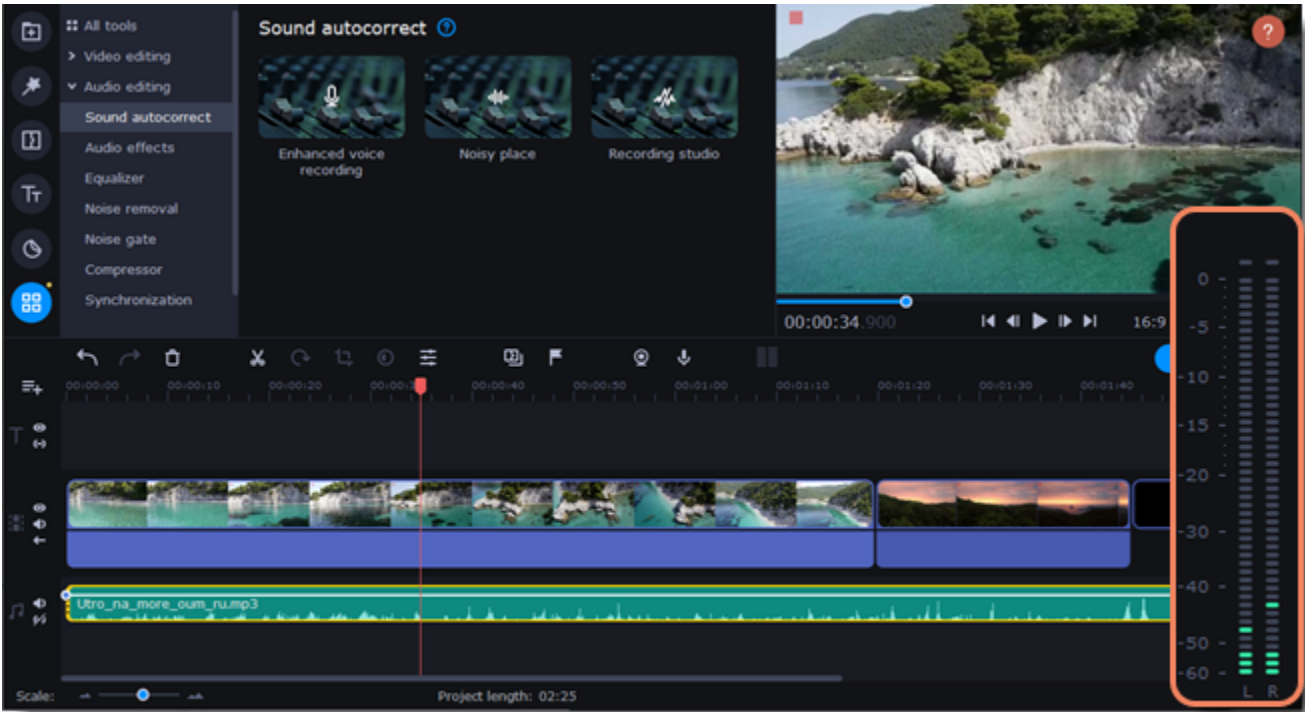 All tools
Video editing
Audio editing
Sound autocorrect
Audio effects
Equalizer
Noise removal
Noise gate
Compressor
Synchronization
Sound autocorrect ?
Enhanced voice
recording
Noisy place
Recording studio
?
00:00:34.900
16:9
00:00:00 00:00:10 00:00:20 00:00:40 00:00:50 00:01:00 00:01:10 00:01:20 00:01:30 00:01:40
Utro_na_more_oum_ru.mp3
Scale:
Project length: 02:25
0
-5
-10
-15
-20
-30
-40
-50
-60
L R